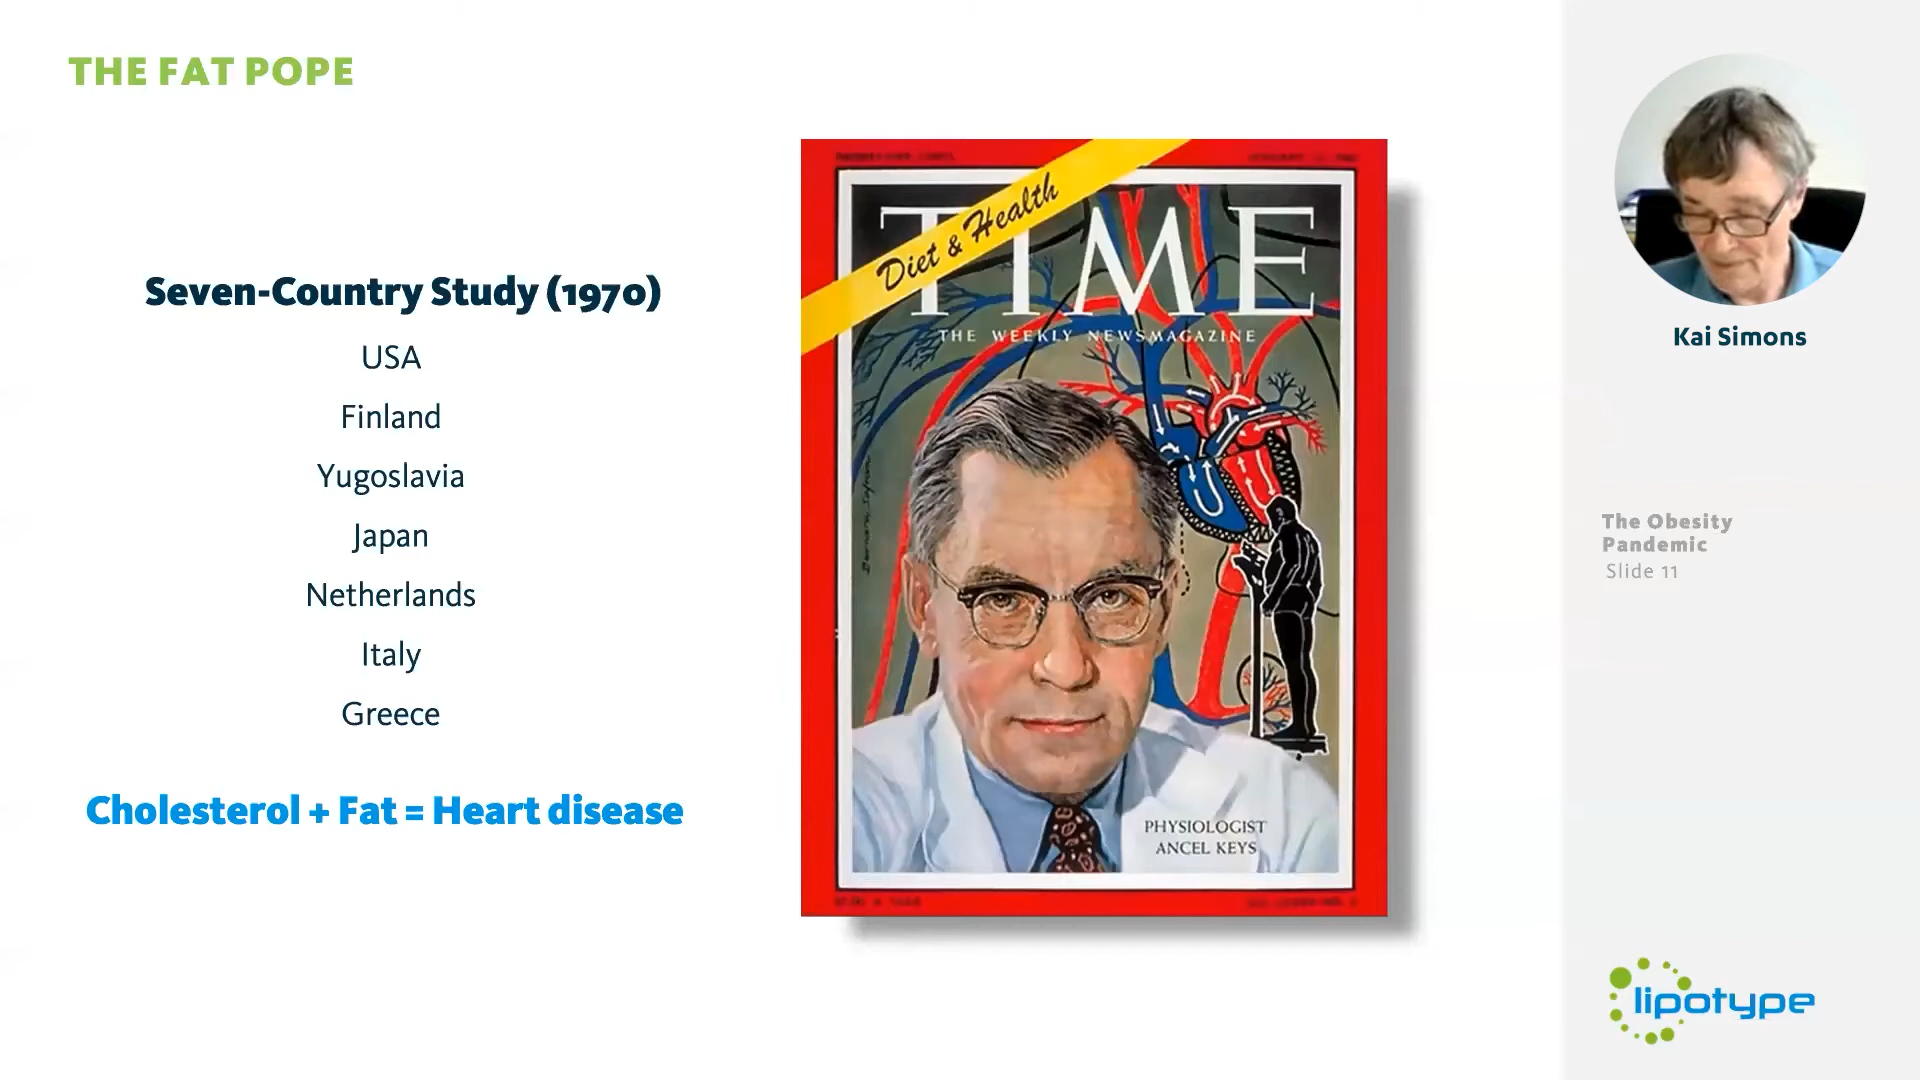 THE FAT POPE
Seven-Country Study (1970)
USA
Finland
Yugoslavia
Japan
Netherlands
Italy
Greece
Cholesterol + Fat = Heart disease
Diet & Health
TIME
THE WEEKLY NEWSMAGAZINE
PHYSIOLOGIST
ANCEL KEYS
Kai Simons
The Obesity
Pandemic
Slide 11
lipotype